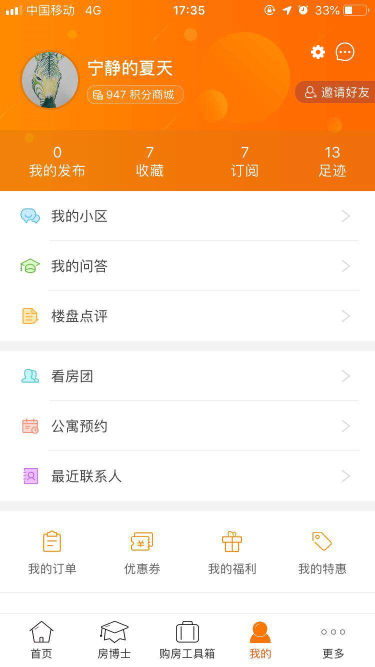 中国移动 4G 17:35 33%
宁静的夏天
947 积分商城
邀请好友
0 7 7 13
我的发布 收藏 订阅 足迹
我的小区
我的问答
楼盘点评
看房团
公寓预约
最近联系人
我的订单 优惠券 我的福利 我的特惠
首页 房博士 购房工具箱 我的 更多